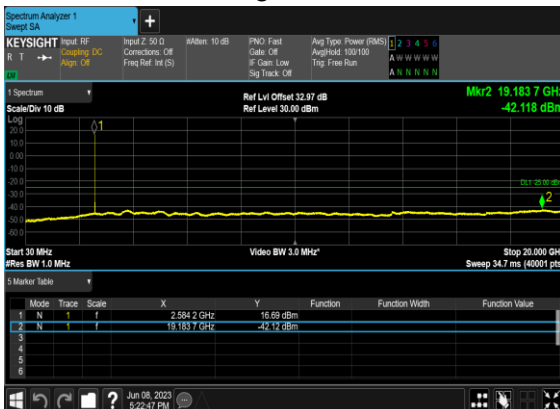 Spectrum Analyzer 1
Swept SA
KEYSIGHT Input: RF Input Z: 50 Ω #Atten: 10 dB PNO: Fast Avg Type: Power (RMS) 1 2 3 4 5 6
R T Coupling: DC Corrections: Off Gate: Off Avg|Hold: 100/100 A W W W W W
Align: Off Freq Ref: Int (S) IF Gain: Low Trig: Free Run
LV Sig Track: Off A N N N N N
1 Spectrum Ref Lvl Offset 32.97 dB Mkr2 19.183 7 GHz
Scale/Div 10 dB Ref Level 30.00 dBm -42.118 dBm
Log
20.0 1
10.0
0.00
-10.0
-20.0 DL1 -25.00 dBm
-30.0
-40.0 2
-50.0
-60.0
Start 30 MHz Video BW 3.0 MHz* Stop 20.000 GH
#Res BW 1.0 MHz Sweep 34.7 ms (40001 pts
5 Marker Table
Mode Trace Scale X Y Function Function Width Function Value
1 N 1 f 2.584 2 GHz 16.69 dBm
2 N 1 f 19.183 7 GHz -42.12 dBm
3
4
5
6
? Jun 08, 2023
5:22:47 PM